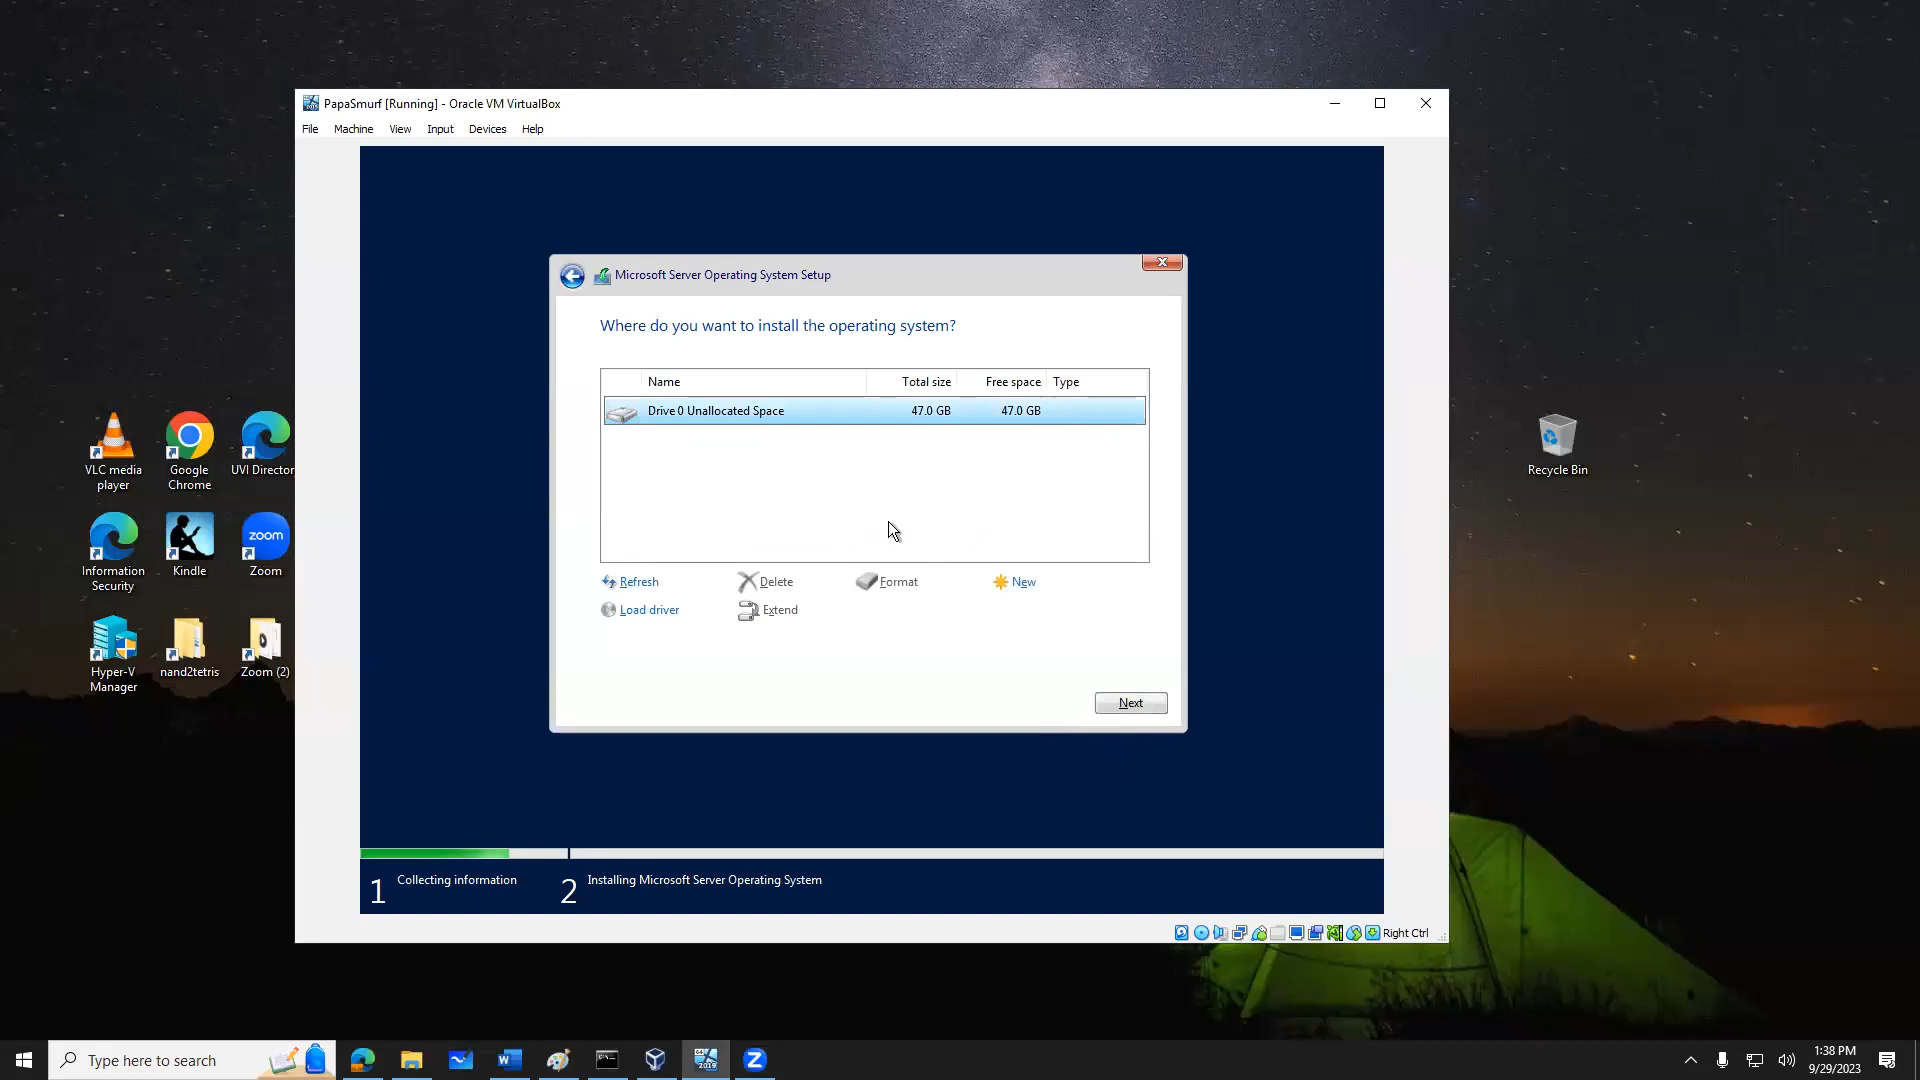 PapaSmurf [Running] - Oracle VM VirtualBox
File Machine View Input Devices Help
Microsoft Server Operating System Setup
Where do you want to install the operating system?
Name Total size Free space Type
Drive 0 Unallocated Space 47.0 GB 47.0 GB
Refresh Delete Format New
Load driver Extend
Next
1 Collecting information 2 Installing Microsoft Server Operating System
Right Ctrl
VLC media
player
Google
Chrome
UVI Director
Information
Security
Kindle
zoom
Zoom
Hyper-V
Manager
nand2tetris
Zoom (2)
Recycle Bin
Type here to search
2019
1:38 PM
9/29/2023